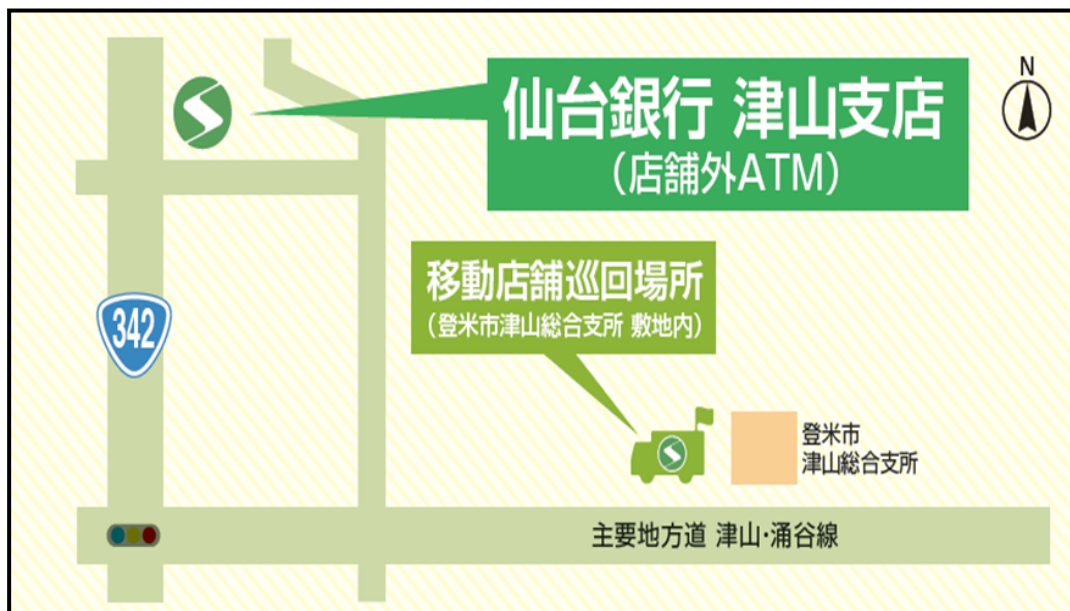 仙台銀行 津山支店
(店舗外ATM)
N
移動店舗巡回場所
(登米市津山総合支所 敷地内)
342
登米市
津山総合支所
主要地方道 津山・涌谷線